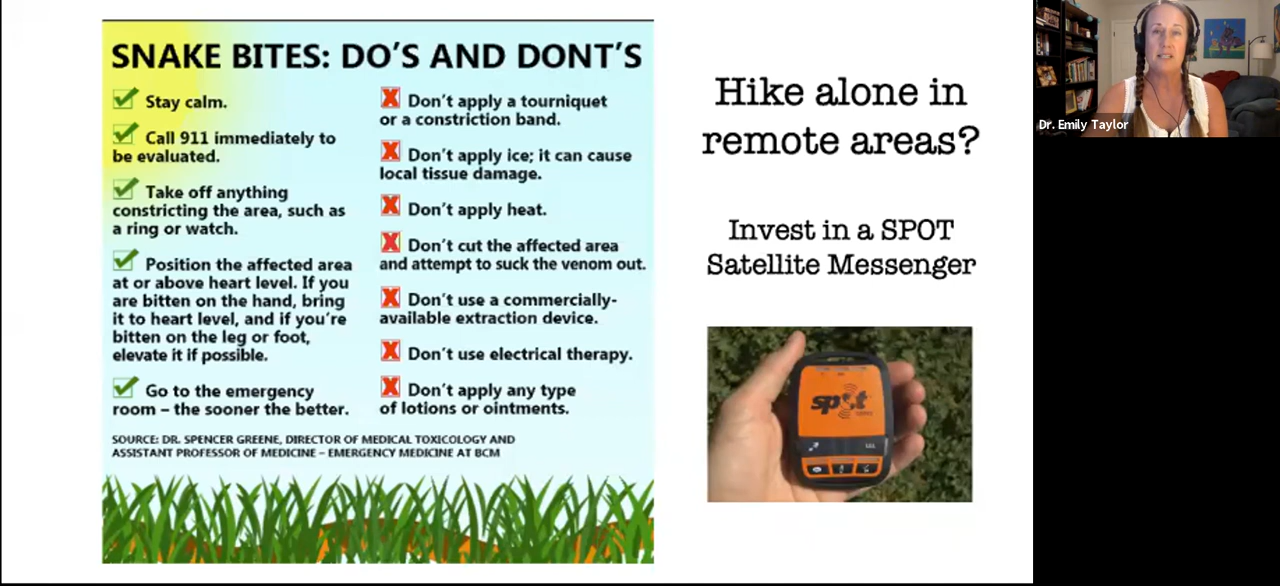 SNAKE BITES: DO'S AND DONT'S
Stay calm.
Call 911 immediately to
be evaluated.
Take off anything
constricting the area, such as
a ring or watch.
Position the affected area
at or above heart level. If you
are bitten on the hand, bring
it to heart level, and if you're
bitten on the leg or foot,
elevate it if possible.
Go to the emergency
room – the sooner the better.
Don't apply a tourniquet
or a constriction band.
Don't apply ice; it can cause
local tissue damage.
Don't apply heat.
Don't cut the affected area
and attempt to suck the venom out.
Don't use a commercially-
available extraction device.
Don't use electrical therapy.
Don't apply any type
of lotions or ointments.
SOURCE: DR. SPENCER GREENE, DIRECTOR OF MEDICAL TOXICOLOGY AND
ASSISTANT PROFESSOR OF MEDICINE – EMERGENCY MEDICINE AT BCM
Hike alone in
remote areas?
Invest in a SPOT
Satellite Messenger
spot
Dr. Emily Taylor